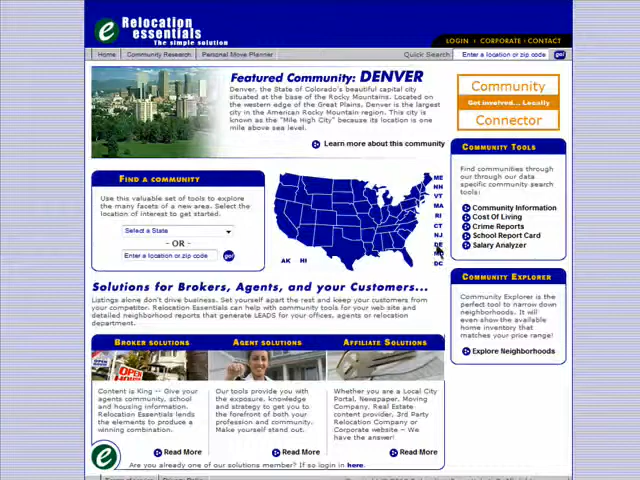 Relocation
essentials
The simple solution
LOGIN • CORPORATE • CONTACT
Home
Community Research
Personal Move Planner
Quick Search
Enter a location or zip code
go!
Featured Community: DENVER
Denver, the State of Colorado's beautiful capital city
situated at the base of the Rocky Mountains. Located on
the western edge of the Great Plains, Denver is the largest
city in the American Rocky Mountain region. This city is
known as the "Mile High City" because its location is one
mile above sea level.
Learn more about this community
Community
Get involved... Locally
Connector
FIND A COMMUNITY
Use this valuable set of tools to explore
the many facets of a new area. Select the
location of interest to get started.
Select a State
- OR -
Enter a location or zip code
go!
ME
NH
VT
MA
RI
CT
NJ
DE
MD
DC
AK
HI
COMMUNITY TOOLS
Find communities
through our through our data
specific community search
tools:
Community Information
Cost Of Living
Crime Reports
School Report Card
Salary Analyzer
COMMUNITY EXPLORER
Community Explorer is the
perfect tool to narrow down
neighborhoods. It will
even show the available
home inventory that
matches your price range!
Explore Neighborhoods
Solutions for Brokers, Agents, and your Customers...
Listings alone don't drive business. Set yourself apart the rest and keep your customers from
your competitor. Relocation Essentials can help with community tools for your web site and
detailed neighborhood reports that generate LEADS for your offices, agents or relocation
department.
BROKER SOLUTIONS
AGENT SOLUTIONS
AFFILIATE SOLUTIONS
OPEN HOUSE
Content is King -- Give your
agents community, school
and housing information.
Relocation Essentials lends
the elements to produce a
winning combination.
Read More
Our tools provide you with
the exposure, knowledge
and strategy to get you to
the forefront of both your
profession and community.
Make yourself stand out.
Read More
Whether you are a Local City
Portal, Newspaper, Moving
Company, Real Estate
content provider, 3rd Party
Relocation Company or
Corporate website – We
have the answer!
Read More
Are you already one of our solutions member? If so login in here.